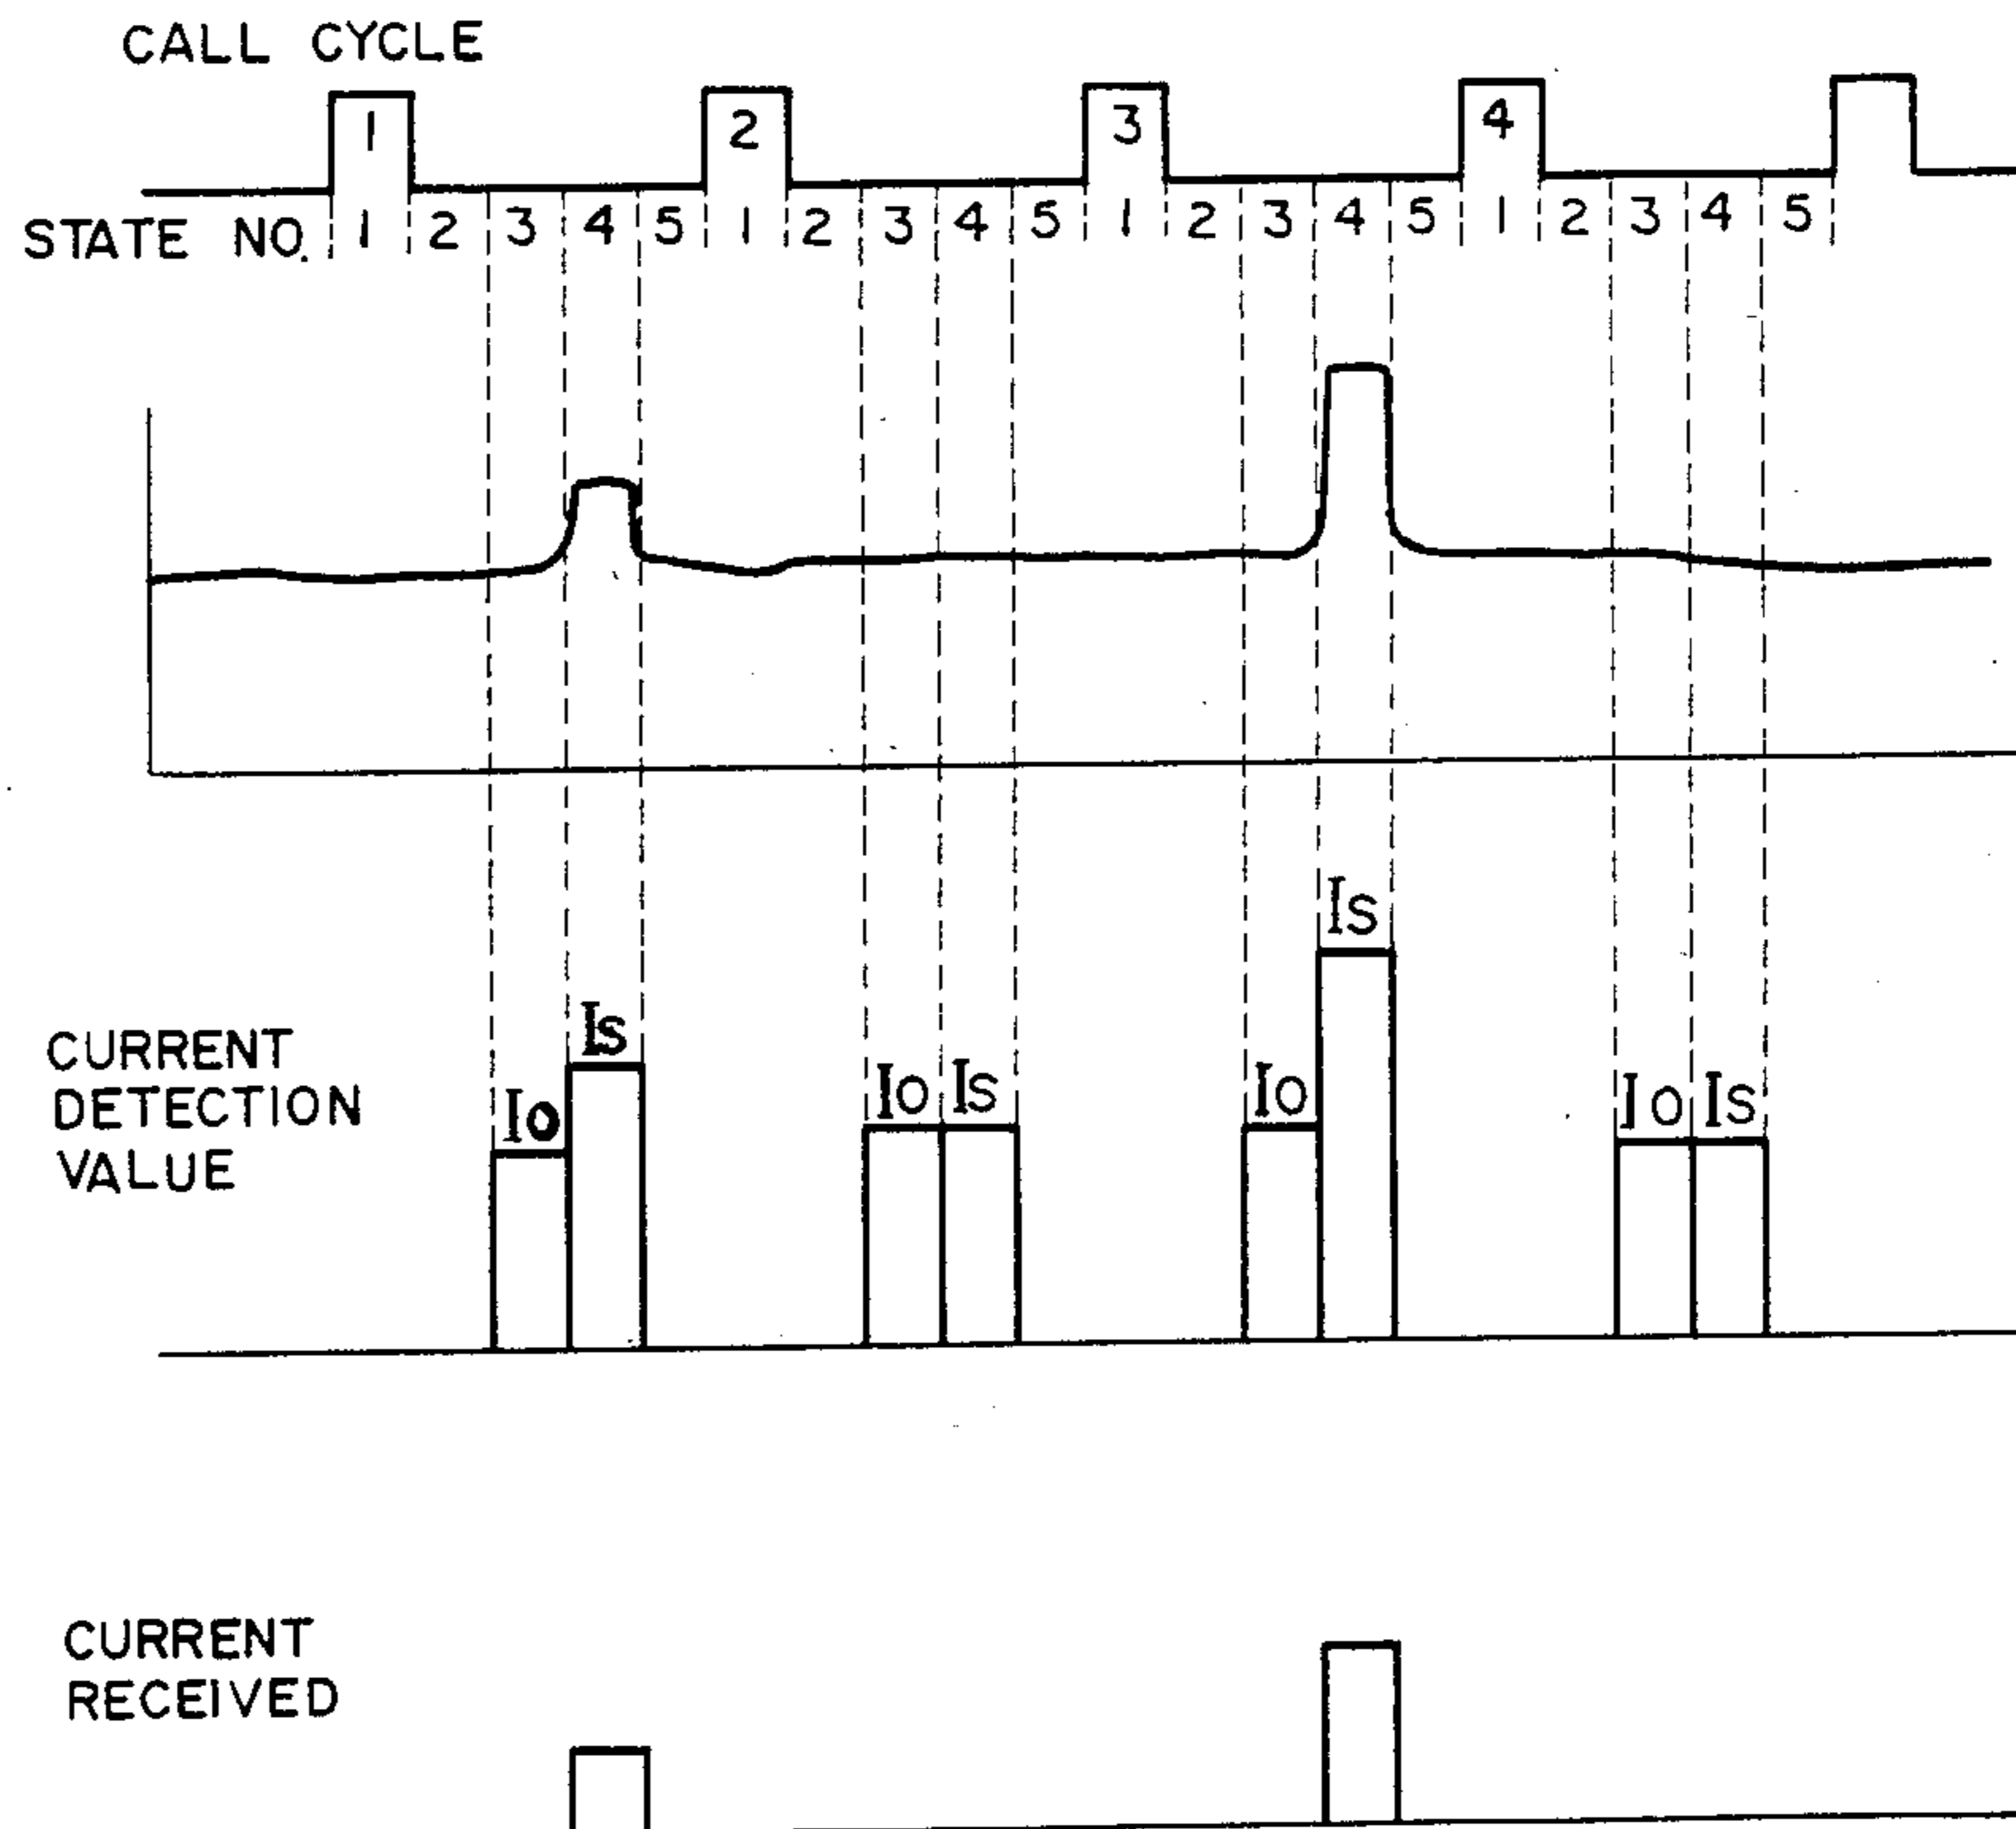 CALL CYCLE
1 2 3 4
STATE NO. 1 2 3 4 5 1 2 3 4 5 1 2 3 4 5 1 2 3 4 5
Is
Is
Io Is
Io
Io Is
Io
CURRENT
DETECTION
VALUE
CURRENT
RECEIVED